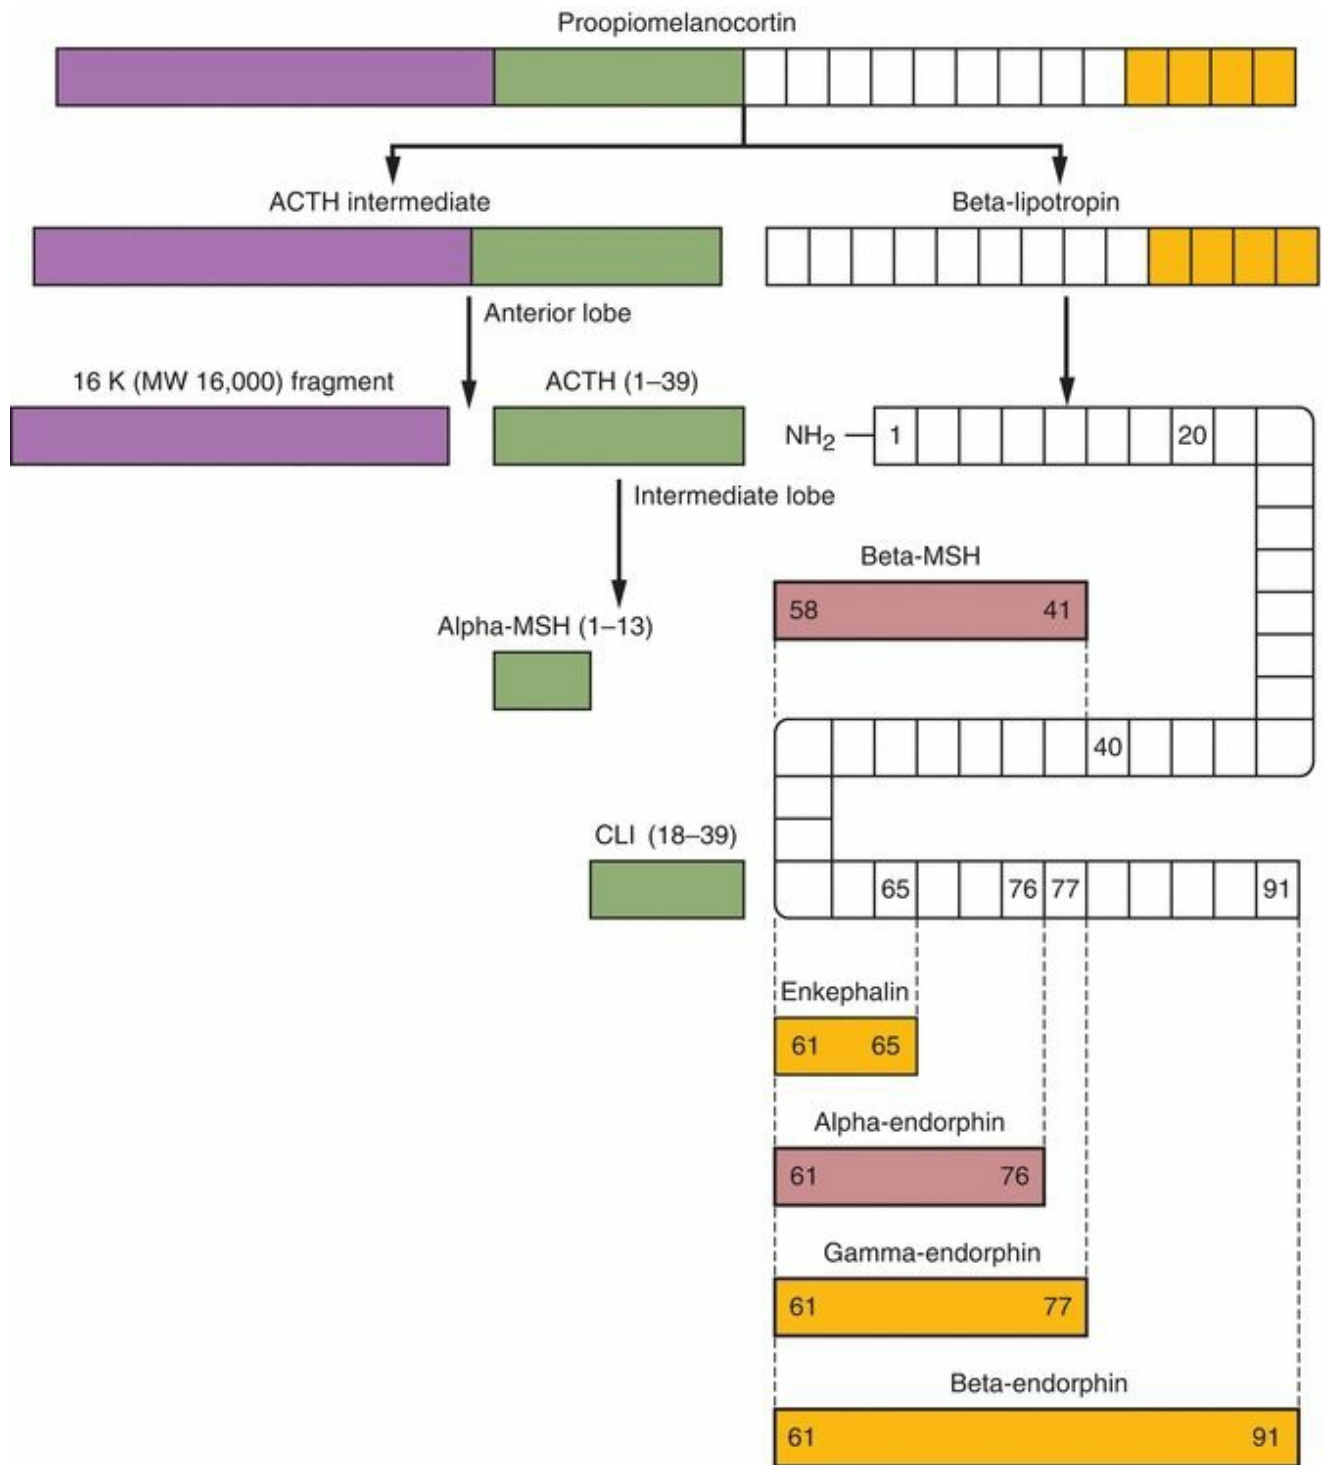 Proopiomelanocortin
ACTH intermediate
Beta-lipotropin
Anterior lobe
16 K (MW 16,000) fragment
ACTH (1–39)
NH2
1
20
Intermediate lobe
Beta-MSH
58
41
Alpha-MSH (1–13)
40
CLI (18–39)
65
76
77
91
Enkephalin
61
65
Alpha-endorphin
61
76
Gamma-endorphin
61
77
Beta-endorphin
61
91